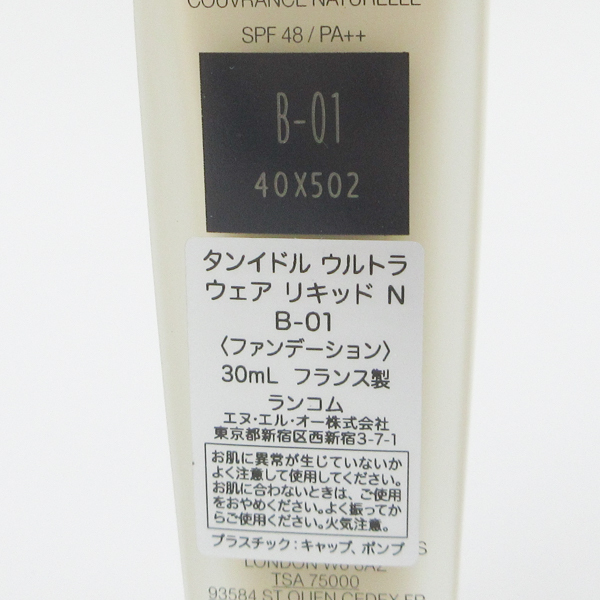 COUVRANCE NATURELLE
SPF 48 / PA++
B-01
40X502
タンイドル ウルトラ
ウェア リキッド N
B-01
〈ファンデーション〉
30mL フランス製
ランコム
エヌ・エル・オー株式会社
東京都新宿区西新宿3-7-1
お肌に異常が生じていないか
よく注意して使用してください。
お肌に合わないときは、ご使用
をおやめください。よく振ってか
らご使用ください。火気注意。
プラスチック：キャップ、ポンプ
LONDON W6 8AZ
TSA 75000
93584 ST OUEN CEDEX FR